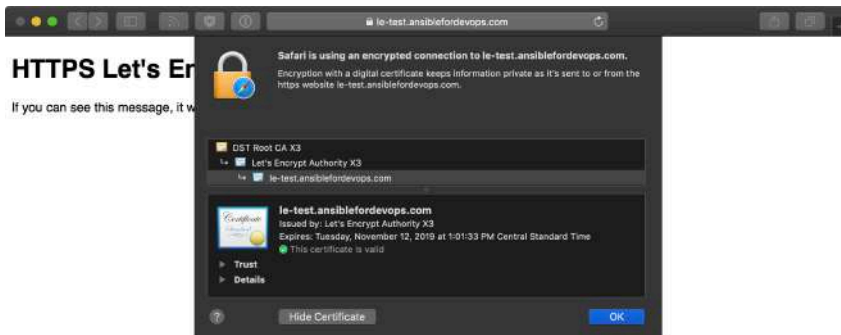 le-test.ansiblefordevops.com
HTTPS Let's Er
If you can see this message, it w
Safari is using an encrypted connection to le-test.ansiblefordevops.com.
Encryption with a digital certificate keeps information private as it's sent to or from the
https website le-test.ansiblefordevops.com.
DST Root CA X3
Let's Encrypt Authority X3
le-test.ansiblefordevops.com
Certificate
Standard
le-test.ansiblefordevops.com
Issued by: Let's Encrypt Authority X3
Expires: Tuesday, November 12, 2019 at 1:01:33 PM Central Standard Time
This certificate is valid
Trust
Details
?
Hide Certificate
OK